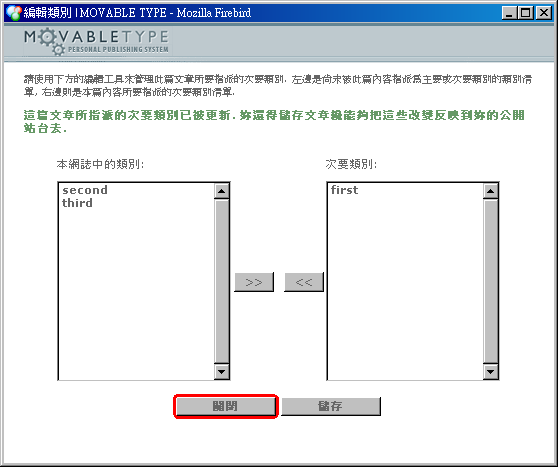 編輯類別 | MOVABLE TYPE - Mozilla Firebird
MOVABLETYPE
PERSONAL PUBLISHING SYSTEM
請使用下方的編輯工具來管理此篇文章所要指派的次要類別. 左邊是尚未被此篇內容指派為主要或次要類別的類別清
單, 右邊則是本篇內容所要指派的次要類別清單.
這篇文章所指派的次要類別已被更新. 妳還得儲存文章纔能夠把這些改變反映到妳的公開
站台去.
本網誌中的類別:
次要類別:
second
third
first
>>
<<
關閉
儲存